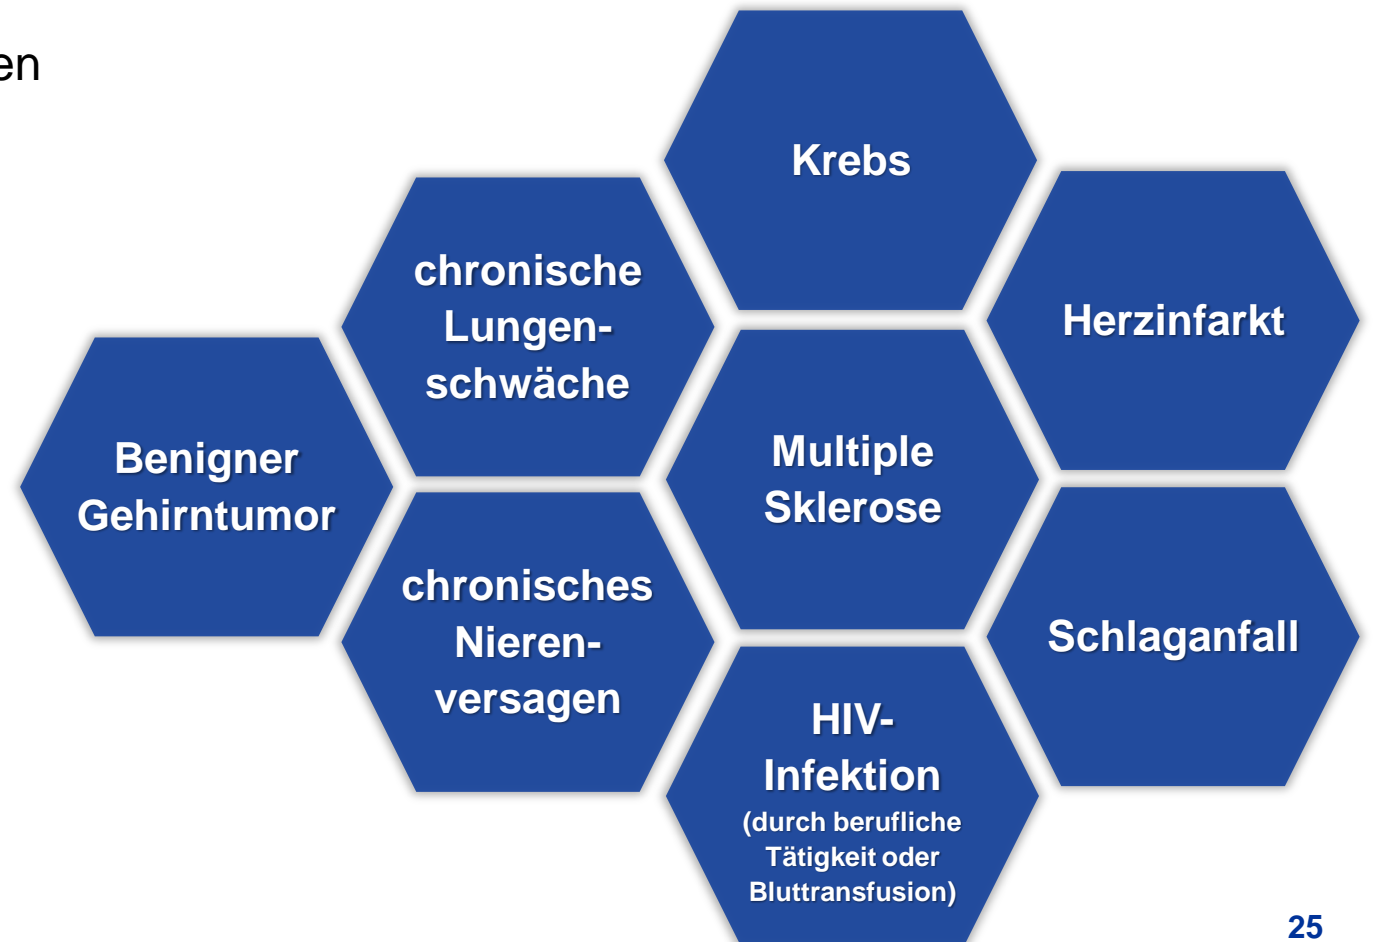 en
Krebs
chronische
Lungen-
schwäche
Herzinfarkt
Benigner
Gehirntumor
Multiple
Sklerose
chronisches
Nieren-
versagen
Schlaganfall
HIV-
Infektion
(durch berufliche
Tätigkeit oder
Bluttransfusion)
25